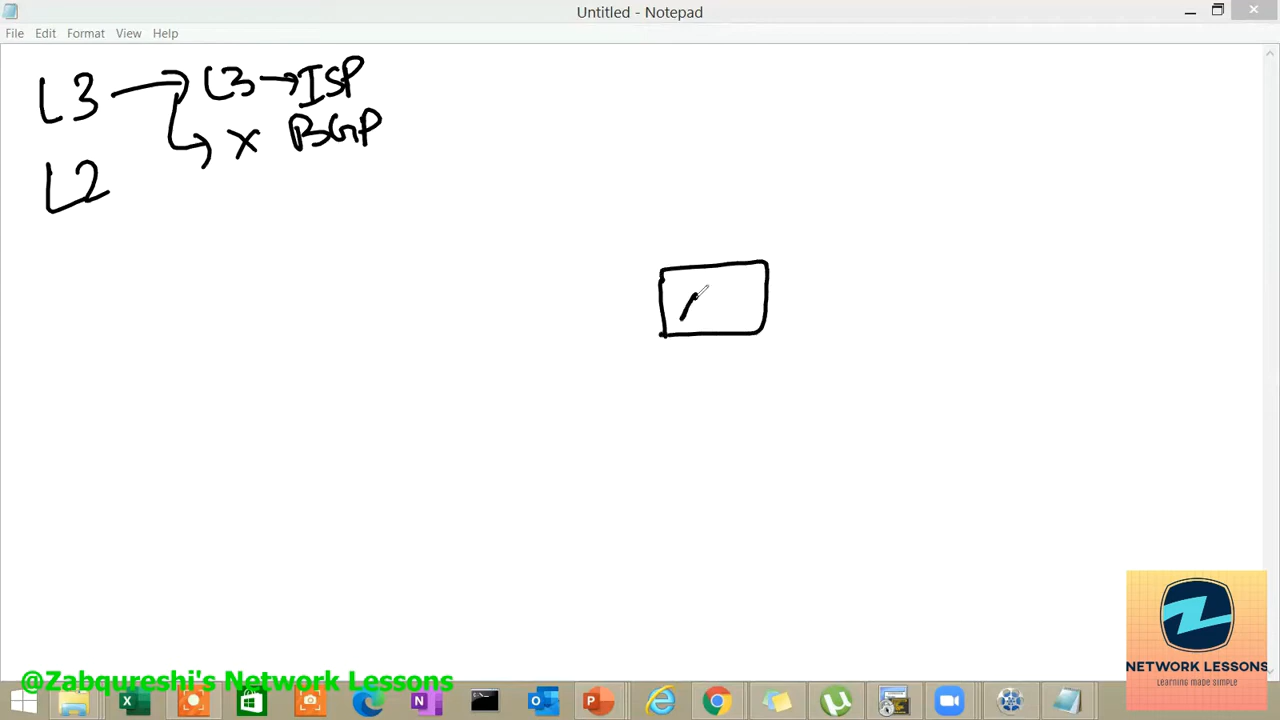 Untitled - Notepad
File Edit Format View Help
L3 → L3 → ISP
X BGP
L2
NETWORK LESSONS
Learning made simple
@Zabqureshi's Network Lessons